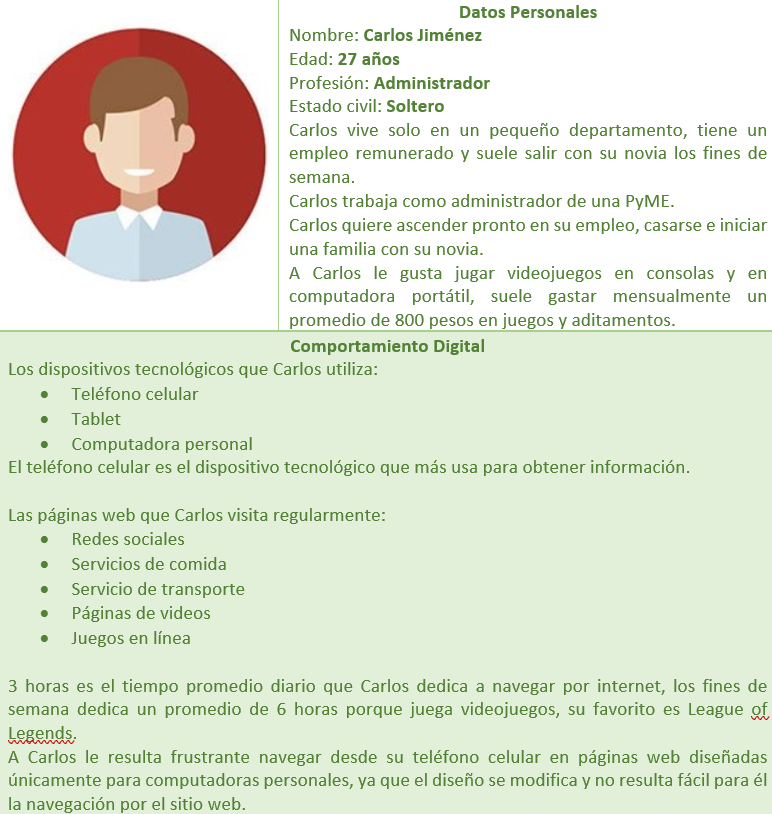 Datos Personales
Nombre: Carlos Jiménez
Edad: 27 años
Profesión: Administrador
Estado civil: Soltero
Carlos vive solo en un pequeño departamento, tiene un
empleo remunerado y suele salir con su novia los fines de
semana.
Carlos trabaja como administrador de una PyME.
Carlos quiere ascender pronto en su empleo, casarse e iniciar
una familia con su novia.
A Carlos le gusta jugar videojuegos en consolas y en
computadora portátil, suele gastar mensualmente un
promedio de 800 pesos en juegos y aditamentos.
Comportamiento Digital
Los dispositivos tecnológicos que Carlos utiliza:
• Teléfono celular
• Tablet
• Computadora personal
El teléfono celular es el dispositivo tecnológico que más usa para obtener información.
Las páginas web que Carlos visita regularmente:
• Redes sociales
• Servicios de comida
• Servicio de transporte
• Páginas de videos
• Juegos en línea
3 horas es el tiempo promedio diario que Carlos dedica a navegar por internet, los fines de
semana dedica un promedio de 6 horas porque juega videojuegos, su favorito es League of
Legends.
A Carlos le resulta frustrante navegar desde su teléfono celular en páginas web diseñadas
únicamente para computadoras personales, ya que el diseño se modifica y no resulta fácil para él
la navegación por el sitio web.